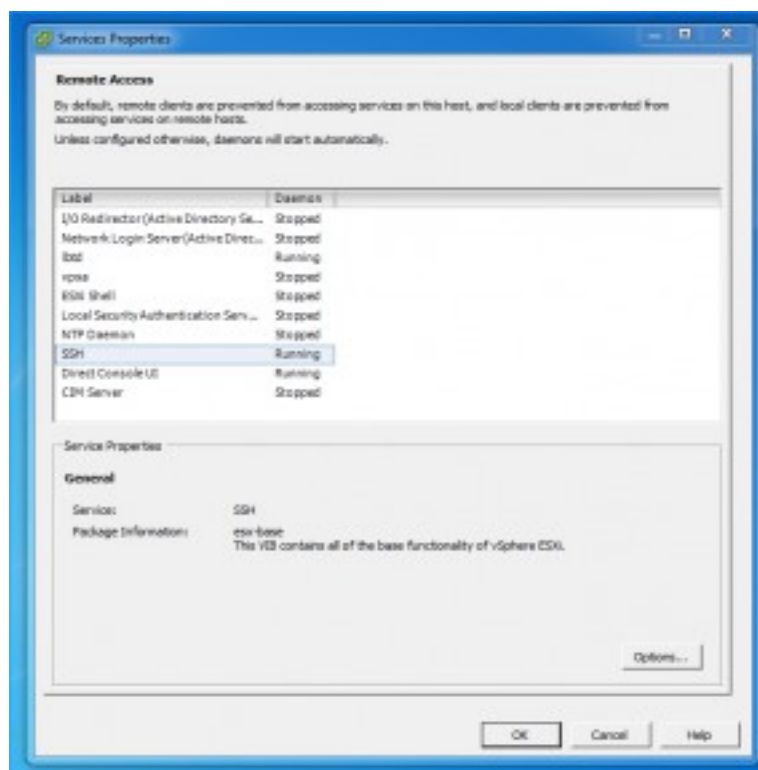 Services Properties
Remote Access
By default, remote clients are prevented from accessing services on this host, and local clients are prevented from
accessing services on remote hosts.
Unless configured otherwise, daemons will start automatically.
Label Daemon
I/O Redirector (Active Directory Se... Stopped
Network Login Server (Active Direc... Stopped
lbtd Running
vpxa Stopped
ESXi Shell Stopped
Local Security Authentication Serv... Stopped
NTP Daemon Stopped
SSH Running
Direct Console UI Running
CIM Server Stopped
Service Properties
General
Service: SSH
Package Information: esx-base
This VIB contains all of the base functionality of vSphere ESXi.
Options...
OK Cancel Help